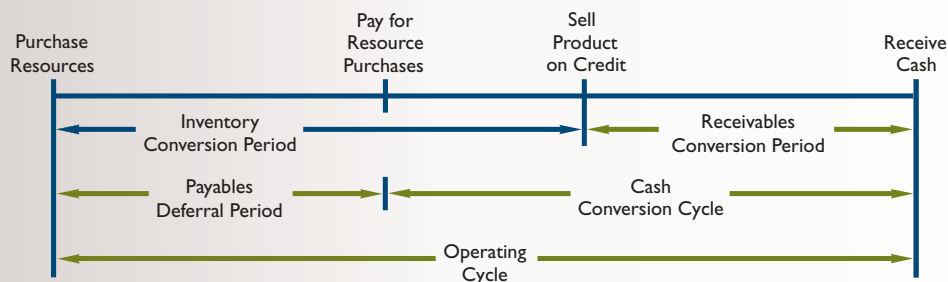 Purchase
Resources
Pay for
Resource
Purchases
Sell
Product
on Credit
Receive
Cash
Inventory
Conversion Period
Receivables
Conversion Period
Payables
Deferral Period
Cash
Conversion Cycle
Operating
Cycle